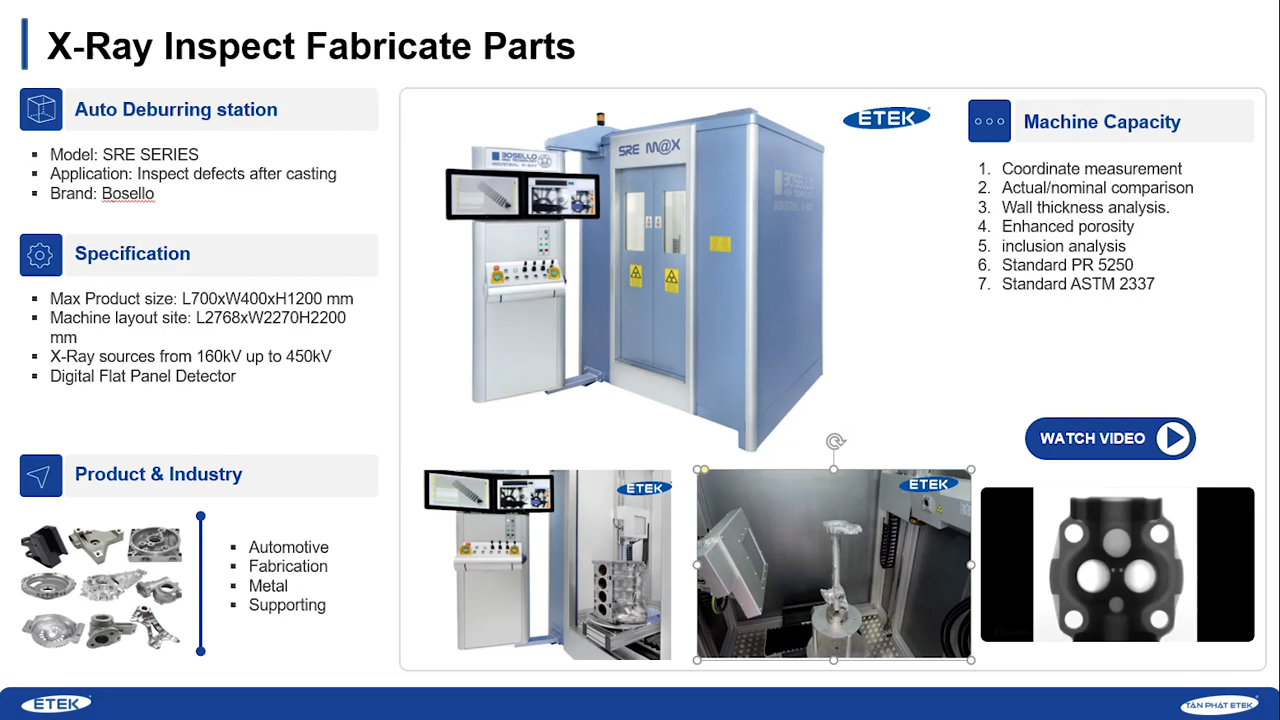 X-Ray Inspect Fabricate Parts
Auto Deburring station
Model: SRE SERIES
Application: Inspect defects after casting
Brand: Bosello
Specification
Max Product size: L700xW400xH1200 mm
Machine layout site: L2768xW2270H2200
mm
X-Ray sources from 160kV up to 450kV
Digital Flat Panel Detector
Product & Industry
Automotive
Fabrication
Metal
Supporting
ETEK
SRE M@X
BOSELLO
BOSELLO
Machine Capacity
1. Coordinate measurement
2. Actual/nominal comparison
3. Wall thickness analysis.
4. Enhanced porosity
5. inclusion analysis
6. Standard PR 5250
7. Standard ASTM 2337
WATCH VIDEO
ETEK
ETEK
ETEK
TÂN PHÁT ETEK